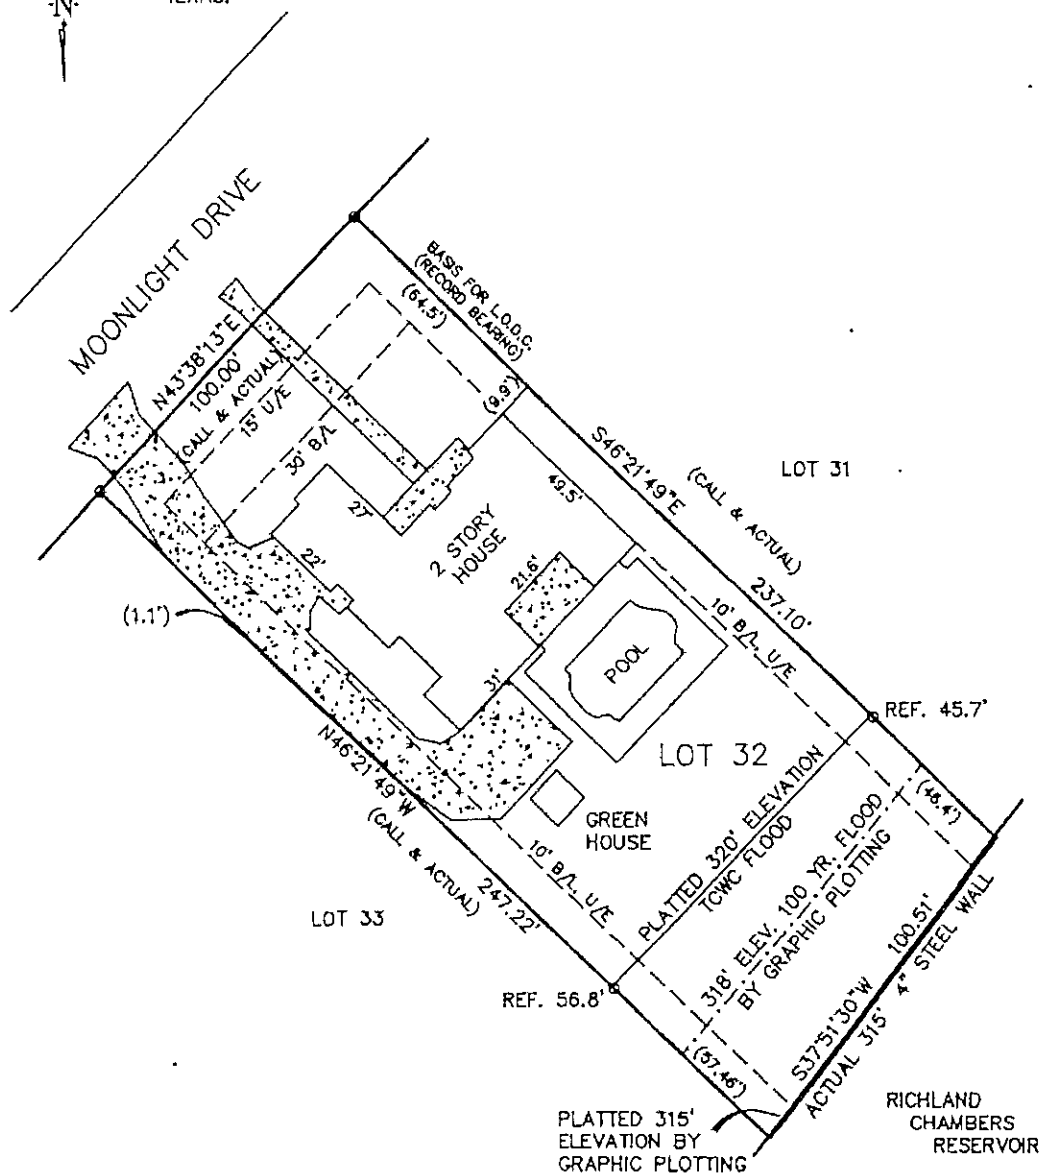 N
TEXAS.
MOONLIGHT DRIVE
N43°38'13"E
100.00'
(CALL & ACTUAL)
15' U/E
30' B/L
BASIS FOR L.O.D.C.
(RECORD BEARING)
(64.5')
(9.9')
S46°21'49"E
(CALL & ACTUAL)
237.10'
LOT 31
49.5'
27'
22'
2 STORY
HOUSE
21.6'
31'
POOL
10' B/L, U/E
REF. 45.7'
(1.1')
LOT 32
N46°21'49"W
(CALL & ACTUAL)
247.22'
GREEN
HOUSE
10' B/L, U/E
PLATTED 320' ELEVATION
TCWC FLOOD
318' ELEV. 100 YR. FLOOD
BY GRAPHIC PLOTTING
LOT 33
REF. 56.8'
(57.46')
S37°51'30"W 100.51'
ACTUAL 315' 4" STEEL WALL
PLATTED 315'
ELEVATION BY
GRAPHIC PLOTTING
RICHLAND
CHAMBERS
RESERVOIR